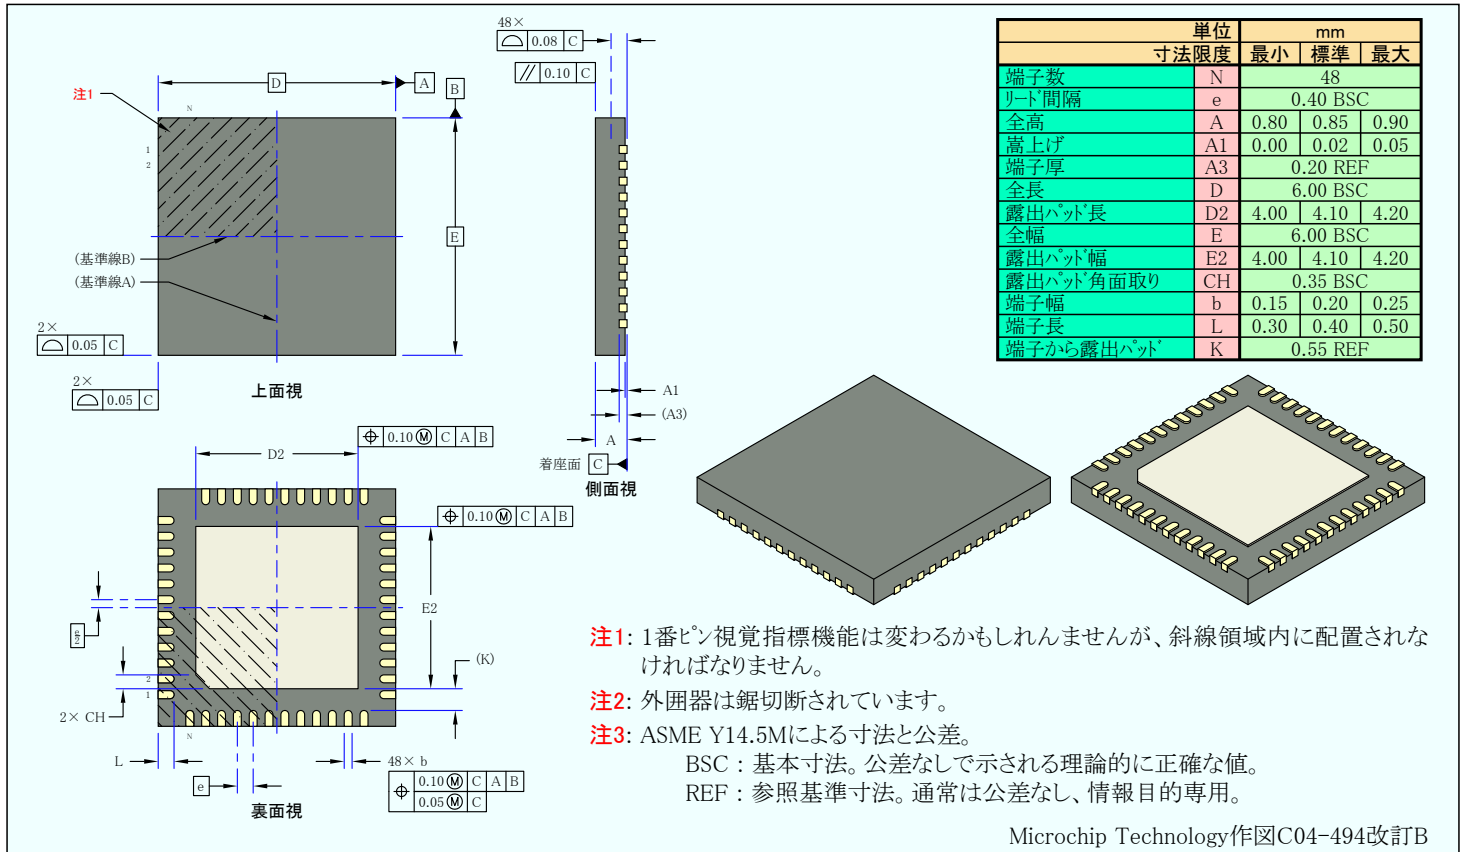 48×
0.08 C
// 0.10 C
D
A
B
注1
N
1
2
E
(基準線B)
(基準線A)
2×
0.05 C
2×
0.05 C
上面視
A1
(A3)
A
着座面 C
側面視
単位 mm
寸法限度 最小 標準 最大
端子数 N 48
リード間隔 e 0.40 BSC
全高 A 0.80 0.85 0.90
嵩上げ A1 0.00 0.02 0.05
端子厚 A3 0.20 REF
全長 D 6.00 BSC
露出パッド長 D2 4.00 4.10 4.20
全幅 E 6.00 BSC
露出パッド幅 E2 4.00 4.10 4.20
露出パッド角面取り CH 0.35 BSC
端子幅 b 0.15 0.20 0.25
端子長 L 0.30 0.40 0.50
端子から露出パッド K 0.55 REF
0.10 Ⓜ C A B
D2
0.10 Ⓜ C A B
E2
e/2
(K)
2
1
2× CH
N
L
e
48× b
0.10 Ⓜ C A B
0.05 Ⓜ C
裏面視
注1: 1番ピン視覚指標機能は変わるかもしれんませんが、斜線領域内に配置されな
ければなりません。
注2: 外囲器は鋸切断されています。
注3: ASME Y14.5Mによる寸法と公差。
BSC : 基本寸法。公差なしで示される理論的に正確な値。
REF : 参照基準寸法。通常は公差なし、情報目的専用。
Microchip Technology作図C04-494改訂B